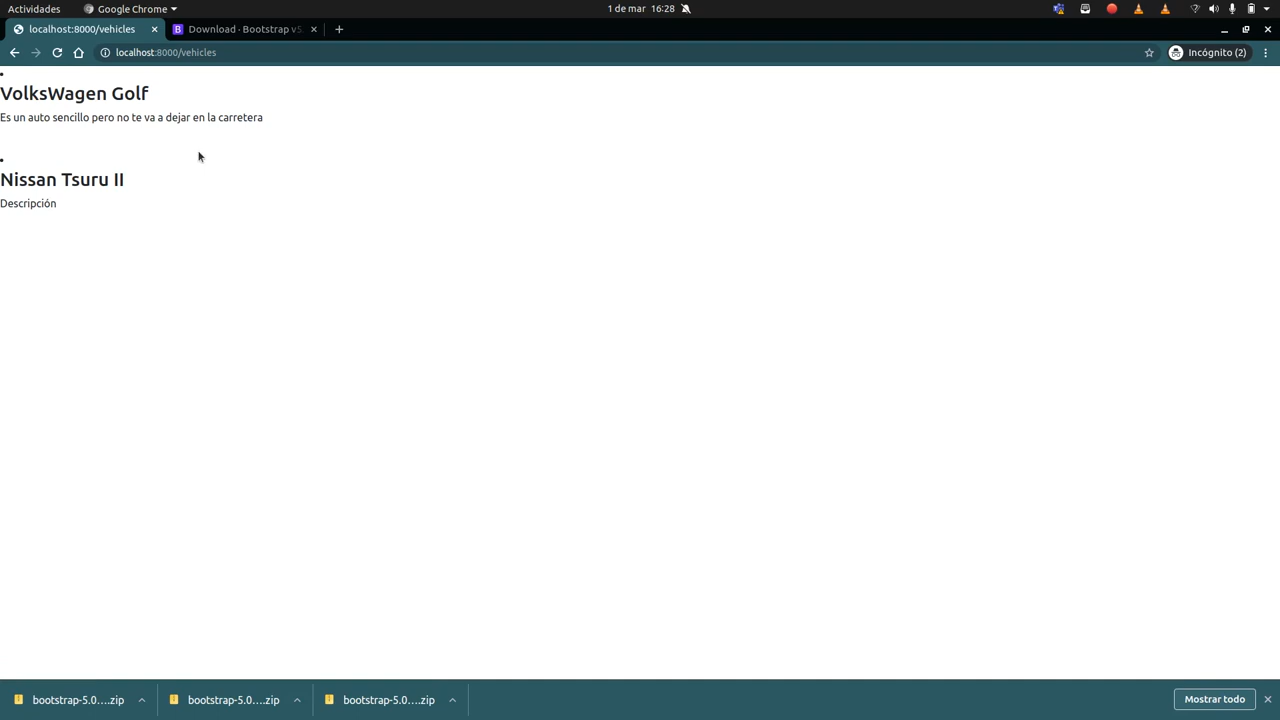 Actividades
Google Chrome
1 de mar 16:28
localhost:8000/vehicles
Download · Bootstrap v5.
localhost:8000/vehicles
Incógnito (2)
VolksWagen Golf
Es un auto sencillo pero no te va a dejar en la carretera
Nissan Tsuru II
Descripción
bootstrap-5.0....zip
bootstrap-5.0....zip
bootstrap-5.0....zip
Mostrar todo